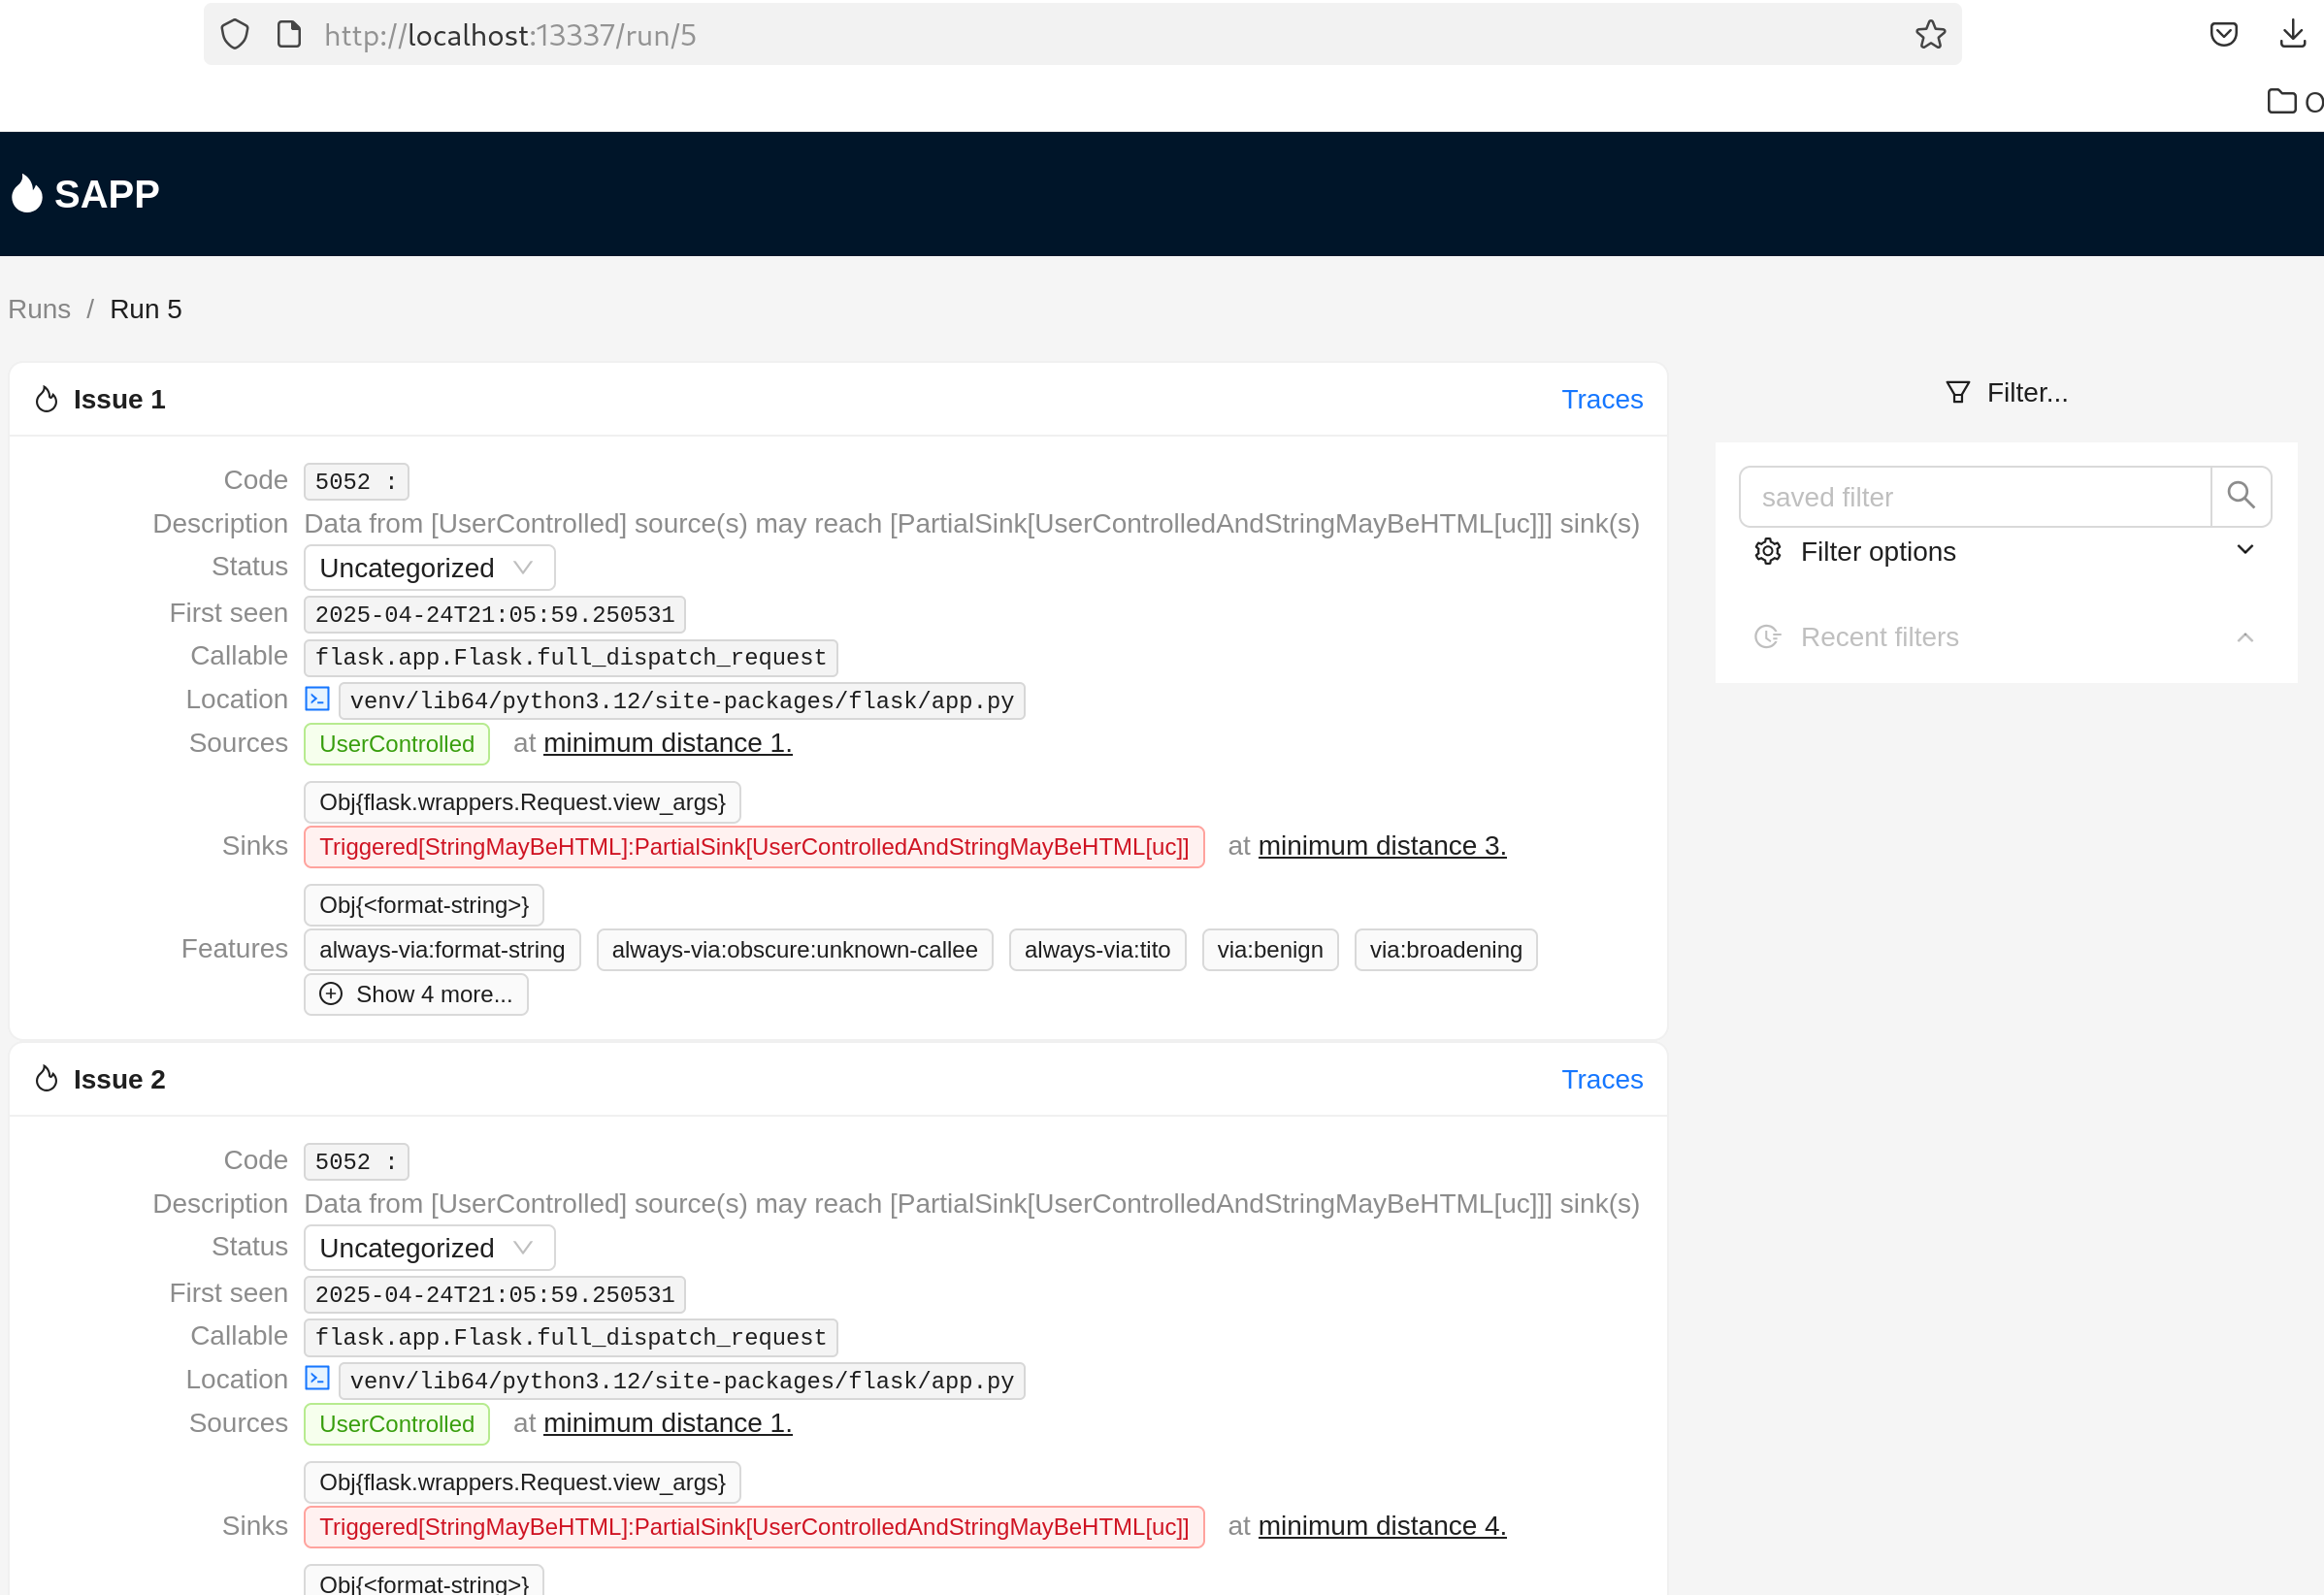 http://localhost:13337/run/5
O
SAPP
Runs / Run 5
Issue 1
Traces
Code 5052 :
Description Data from [UserControlled] source(s) may reach [PartialSink[UserControlledAndStringMayBeHTML[uc]]] sink(s)
Status Uncategorized
First seen 2025-04-24T21:05:59.250531
Callable flask.app.Flask.full_dispatch_request
Location venv/lib64/python3.12/site-packages/flask/app.py
Sources UserControlled at minimum distance 1.
Obj{flask.wrappers.Request.view_args}
Sinks Triggered[StringMayBeHTML]:PartialSink[UserControlledAndStringMayBeHTML[uc]] at minimum distance 3.
Obj{<format-string>}
Features always-via:format-string always-via:obscure:unknown-callee always-via:tito via:benign via:broadening
Show 4 more...
Issue 2
Traces
Code 5052 :
Description Data from [UserControlled] source(s) may reach [PartialSink[UserControlledAndStringMayBeHTML[uc]]] sink(s)
Status Uncategorized
First seen 2025-04-24T21:05:59.250531
Callable flask.app.Flask.full_dispatch_request
Location venv/lib64/python3.12/site-packages/flask/app.py
Sources UserControlled at minimum distance 1.
Obj{flask.wrappers.Request.view_args}
Sinks Triggered[StringMayBeHTML]:PartialSink[UserControlledAndStringMayBeHTML[uc]] at minimum distance 4.
Obj{<format-string>}
Filter...
saved filter
Filter options
Recent filters